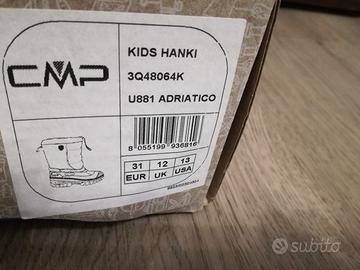 CMP
KIDS HANKI
3Q48064K
U881 ADRIATICO
8 055199 936816
31 12 13
EUR UK USA
subito